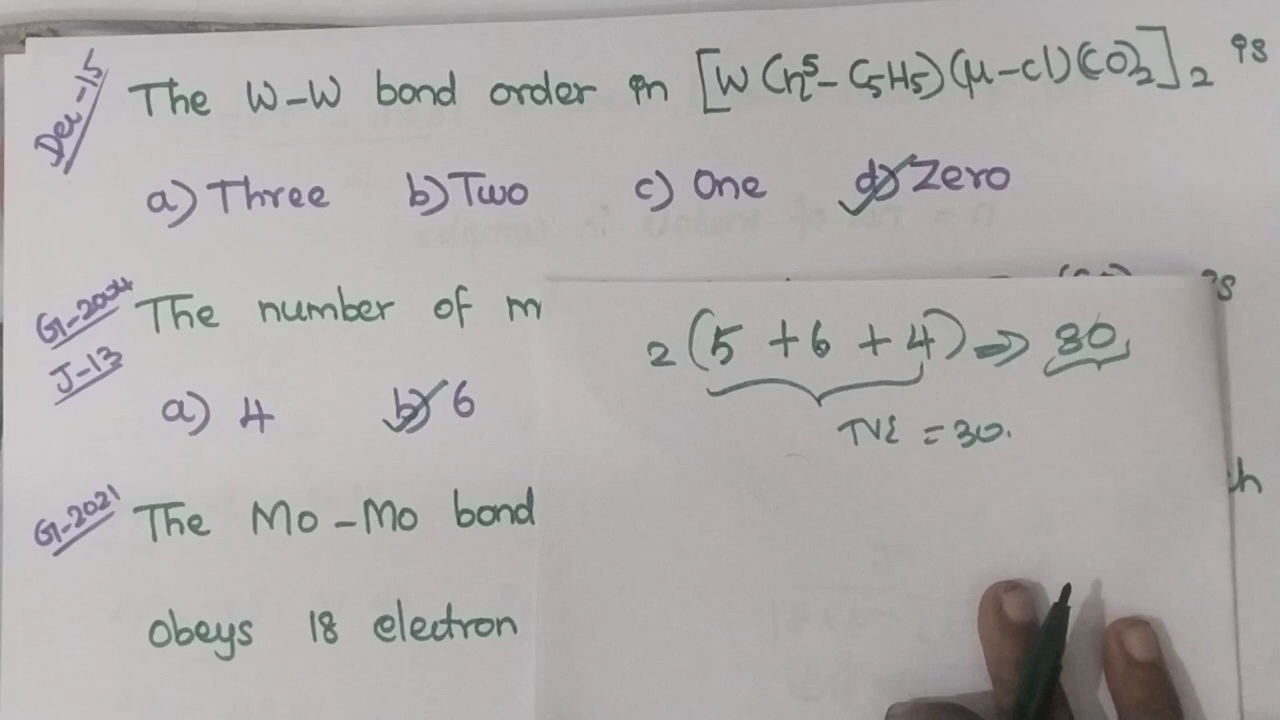 Dec-15
The W-W bond order in [W(η⁵-C₅H₅)(μ-cl)(CO)₂]₂ is
a) Three b) Two c) One d) Zero
G-2004
J-13
The number of m is
2(5+6+4) ⇒ 30
a) 4 b) 6
TVE = 30.
G-2021
The Mo-Mo bond ch
obeys 18 electron